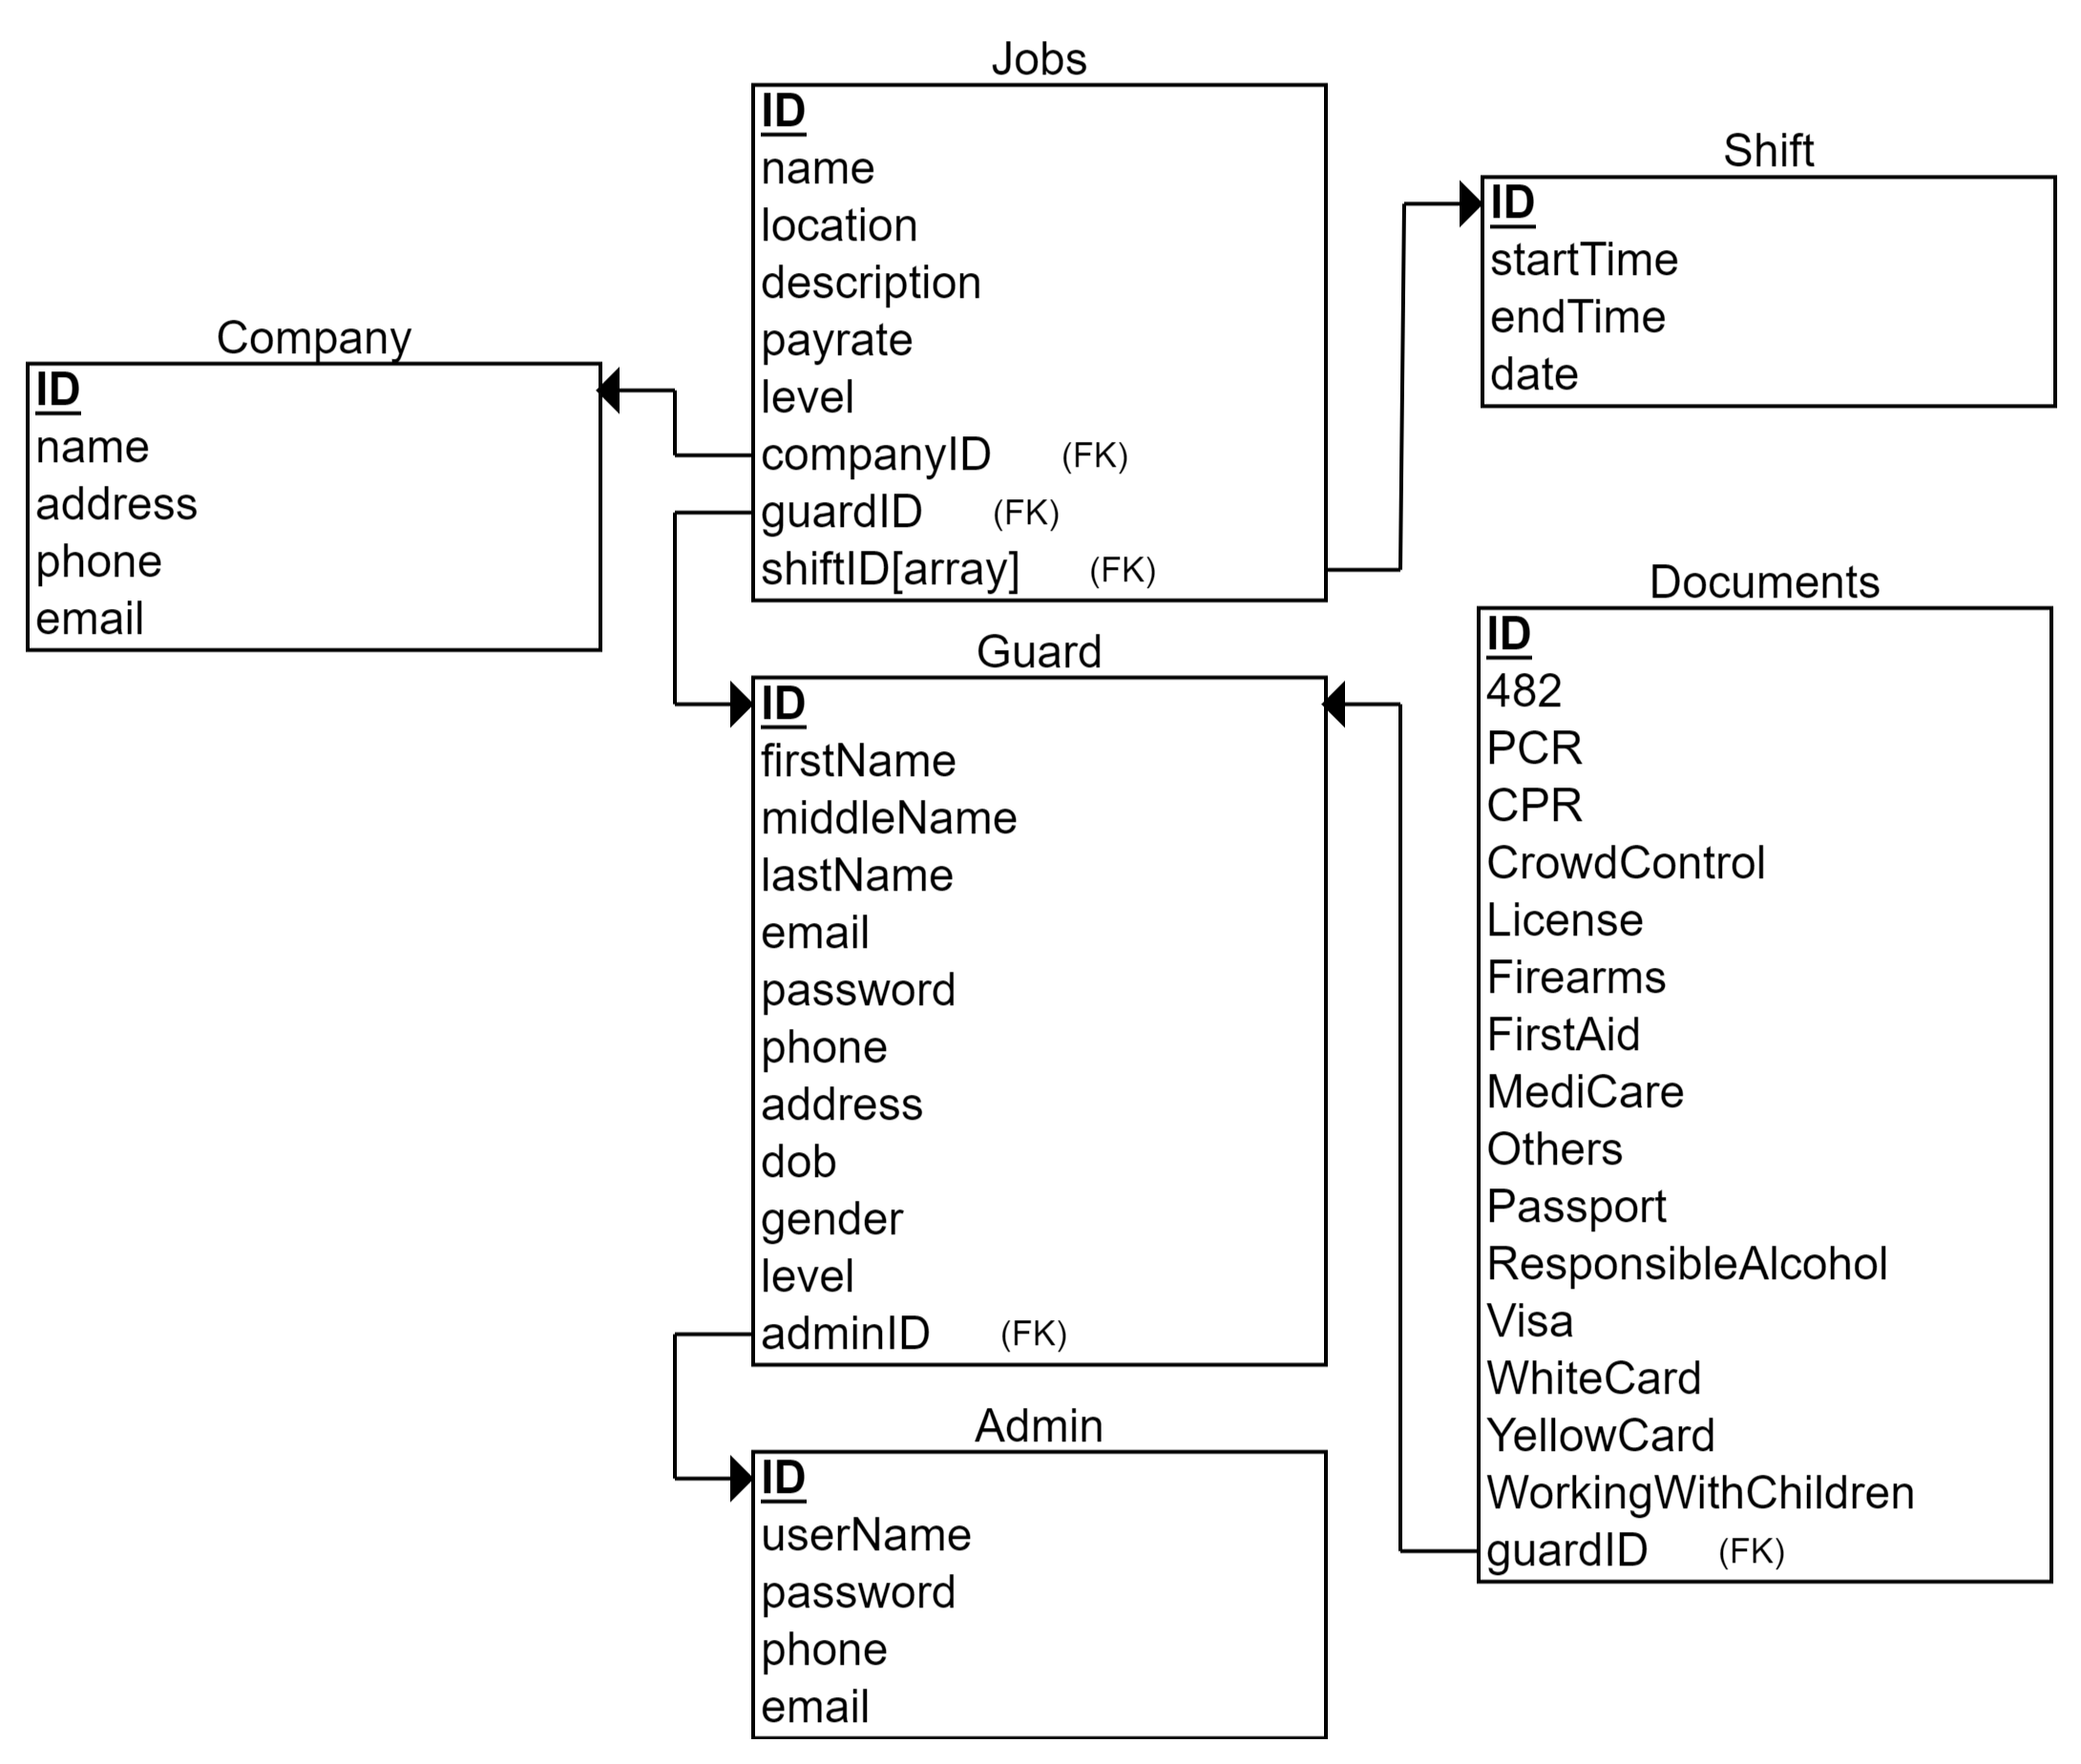 Jobs
ID
name
location
description
payrate
level
companyID (FK)
guardID (FK)
shiftID[array] (FK)
Shift
ID
startTime
endTime
date
Company
ID
name
address
phone
email
Guard
ID
firstName
middleName
lastName
email
password
phone
address
dob
gender
level
adminID (FK)
Documents
ID
482
PCR
CPR
CrowdControl
License
Firearms
FirstAid
MediCare
Others
Passport
ResponsibleAlcohol
Visa
WhiteCard
YellowCard
WorkingWithChildren
guardID (FK)
Admin
ID
userName
password
phone
email